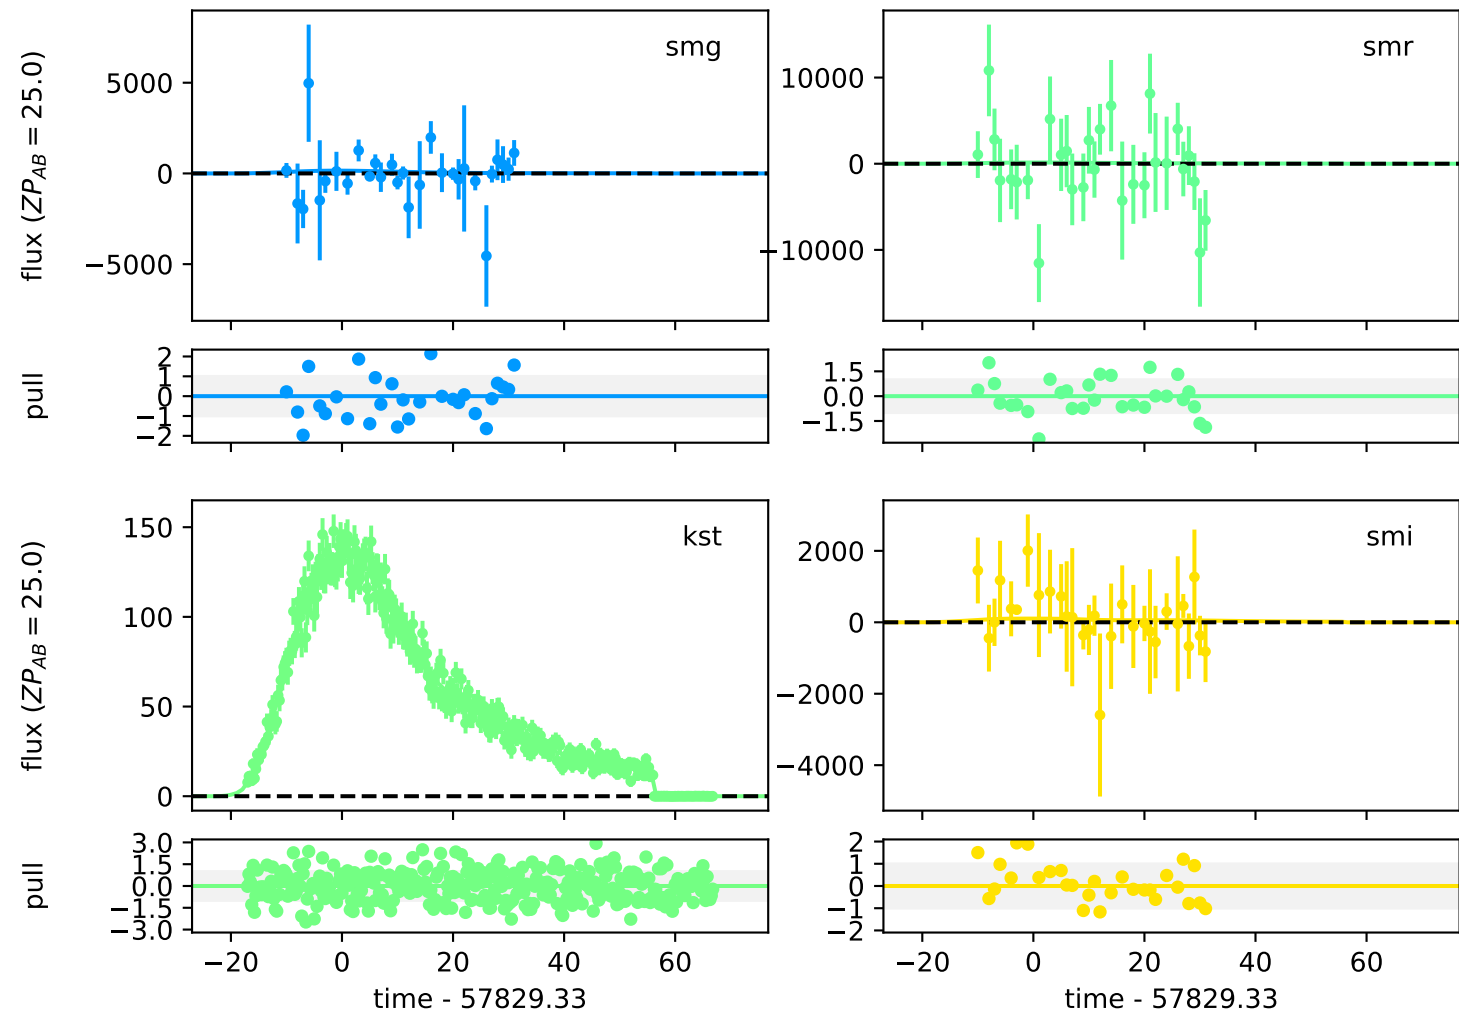 flux (ZP_AB = 25.0)
5000
0
−5000
smg
10000
0
−10000
smr
pull
2
1
0
−1
−2
1.5
0.0
−1.5
flux (ZP_AB = 25.0)
150
100
50
0
kst
2000
0
−2000
−4000
smi
pull
3.0
1.5
0.0
−1.5
−3.0
2
1
0
−1
−2
−20 0 20 40 60
−20 0 20 40 60
time - 57829.33
time - 57829.33